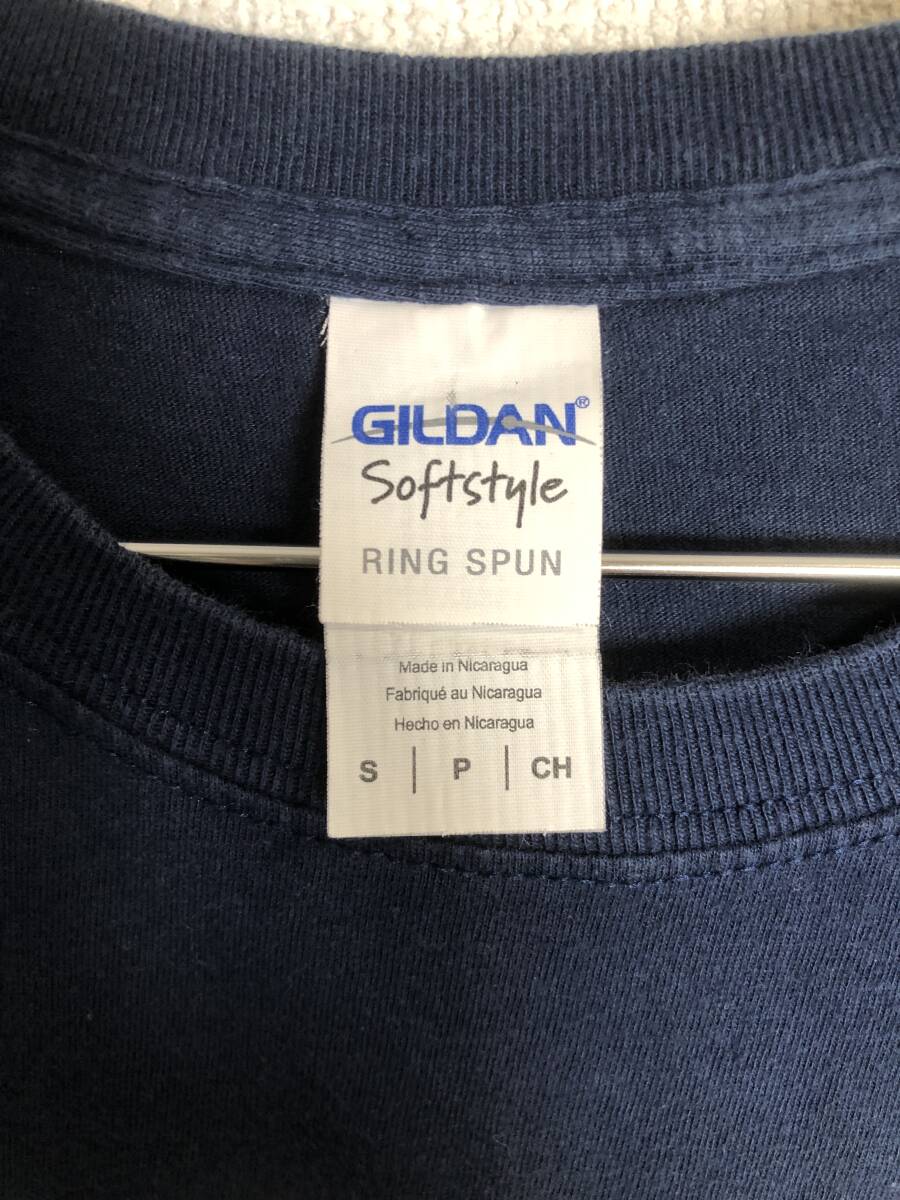 GILDAN®
Softstyle
RING SPUN
Made in Nicaragua
Fabriqué au Nicaragua
Hecho en Nicaragua
S | P | CH